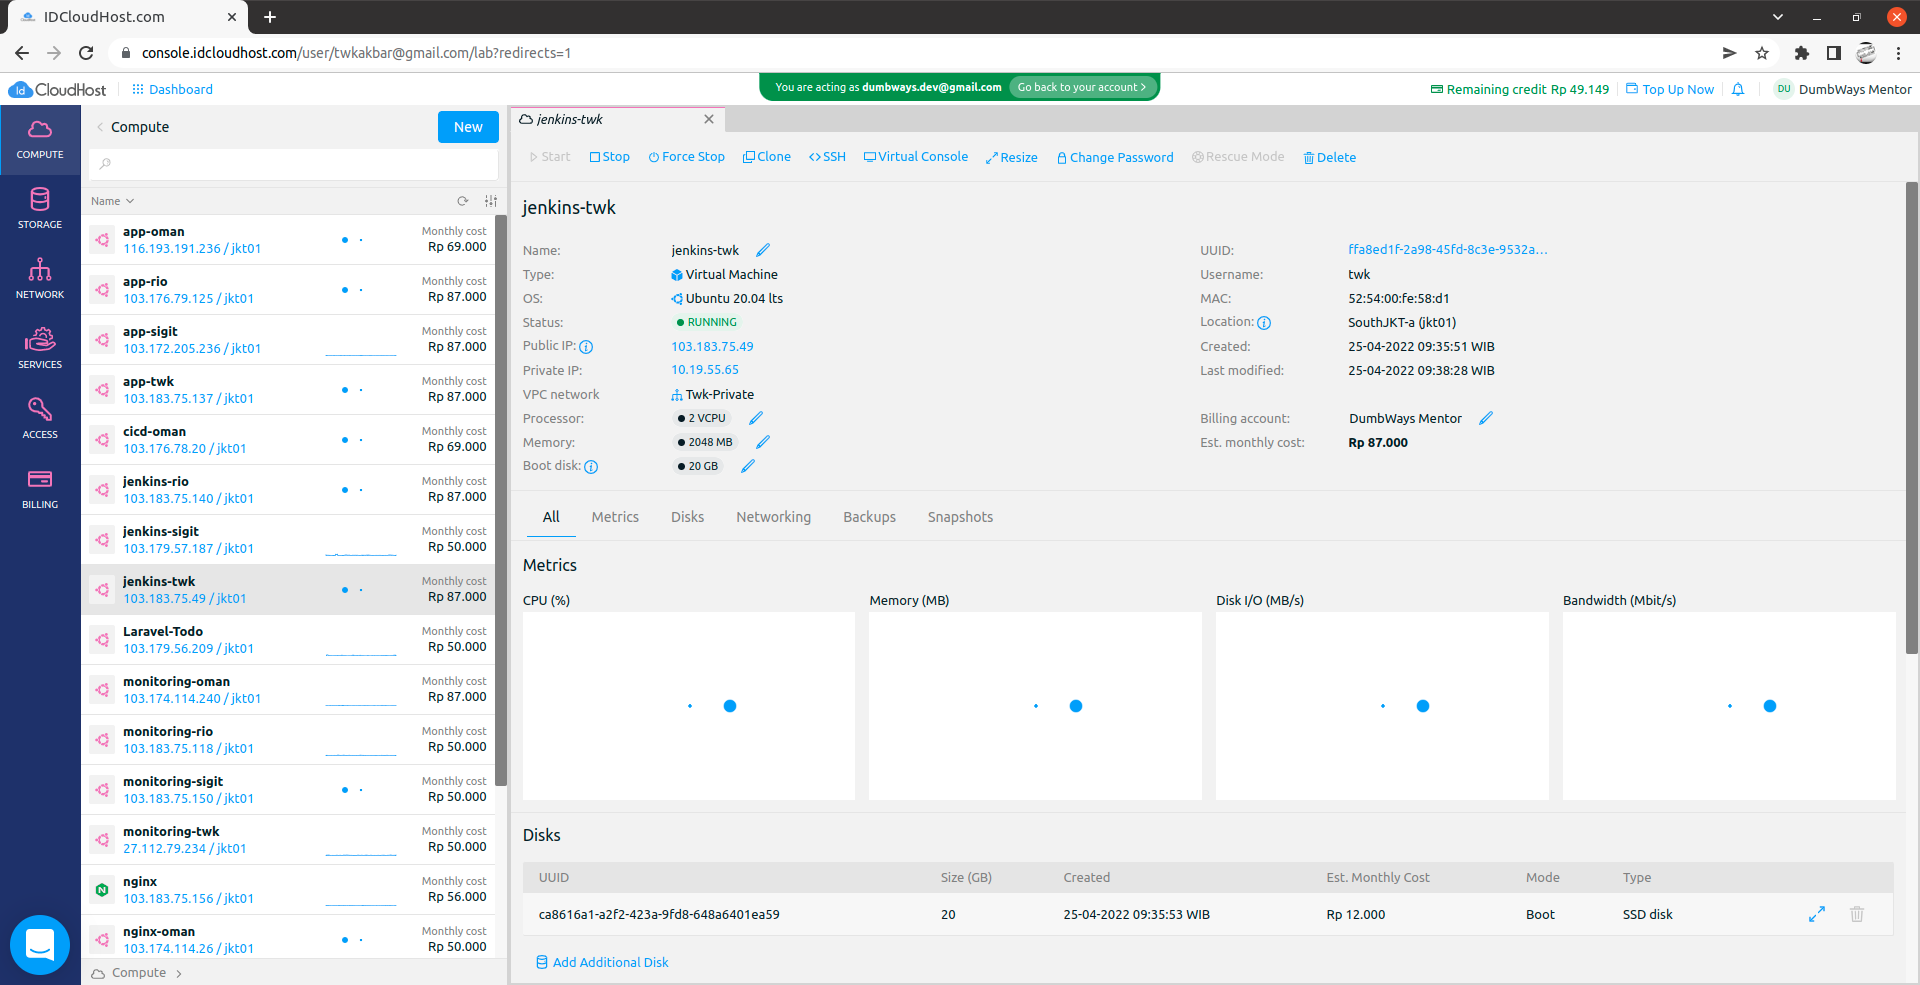 IDCloudHost.com
console.idcloudhost.com/user/twkakbar@gmail.com/lab?redirects=1
Id CloudHost
Dashboard
You are acting as dumbways.dev@gmail.com Go back to your account >
Remaining credit Rp 49.149
Top Up Now
DU DumbWays Mentor
COMPUTE
STORAGE
NETWORK
SERVICES
ACCESS
BILLING
Compute
New
Name
app-oman
116.193.191.236 / jkt01
Monthly cost
Rp 69.000
app-rio
103.176.79.125 / jkt01
Monthly cost
Rp 87.000
app-sigit
103.172.205.236 / jkt01
Monthly cost
Rp 87.000
app-twk
103.183.75.137 / jkt01
Monthly cost
Rp 87.000
cicd-oman
103.176.78.20 / jkt01
Monthly cost
Rp 69.000
jenkins-rio
103.183.75.140 / jkt01
Monthly cost
Rp 87.000
jenkins-sigit
103.179.57.187 / jkt01
Monthly cost
Rp 50.000
jenkins-twk
103.183.75.49 / jkt01
Monthly cost
Rp 87.000
Laravel-Todo
103.179.56.209 / jkt01
Monthly cost
Rp 50.000
monitoring-oman
103.174.114.240 / jkt01
Monthly cost
Rp 87.000
monitoring-rio
103.183.75.118 / jkt01
Monthly cost
Rp 50.000
monitoring-sigit
103.183.75.150 / jkt01
Monthly cost
Rp 50.000
monitoring-twk
27.112.79.234 / jkt01
Monthly cost
Rp 50.000
N
nginx
103.183.75.156 / jkt01
Monthly cost
Rp 56.000
nginx-oman
103.174.114.26 / jkt01
Monthly cost
Rp 50.000
Compute >
jenkins-twk
Start
Stop
Force Stop
Clone
SSH
Virtual Console
Resize
Change Password
Rescue Mode
Delete
jenkins-twk
Name: jenkins-twk
Type: Virtual Machine
OS: Ubuntu 20.04 lts
Status: RUNNING
Public IP: 103.183.75.49
Private IP: 10.19.55.65
VPC network Twk-Private
Processor: 2 VCPU
Memory: 2048 MB
Boot disk: 20 GB
UUID: ffa8ed1f-2a98-45fd-8c3e-9532a...
Username: twk
MAC: 52:54:00:fe:58:d1
Location: SouthJKT-a (jkt01)
Created: 25-04-2022 09:35:51 WIB
Last modified: 25-04-2022 09:38:28 WIB
Billing account: DumbWays Mentor
Est. monthly cost: Rp 87.000
All
Metrics
Disks
Networking
Backups
Snapshots
Metrics
CPU (%)
Memory (MB)
Disk I/O (MB/s)
Bandwidth (Mbit/s)
Disks
UUID Size (GB) Created Est. Monthly Cost Mode Type
ca8616a1-a2f2-423a-9fd8-648a6401ea59 20 25-04-2022 09:35:53 WIB Rp 12.000 Boot SSD disk
Add Additional Disk